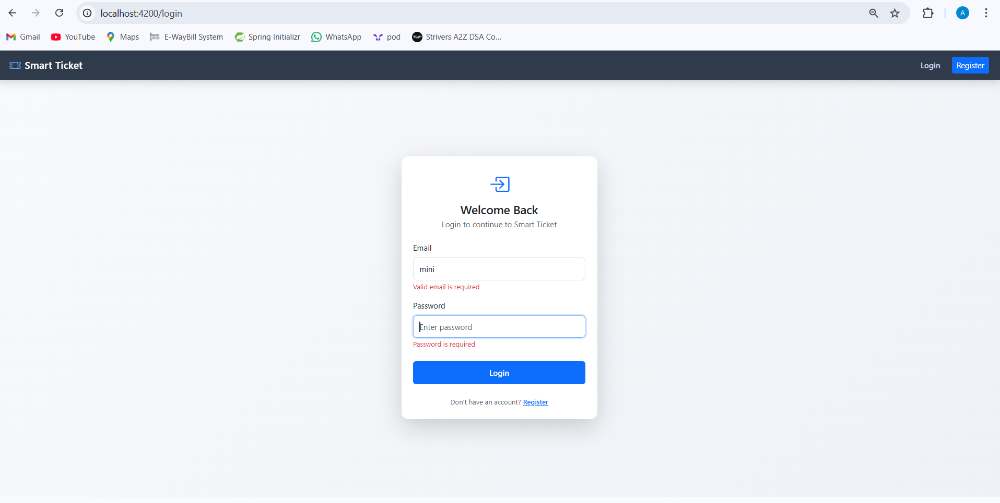 localhost:4200/login
A
Gmail YouTube Maps E-WayBill System Spring Initializr WhatsApp pod TUF Strivers A2Z DSA Co...
Smart Ticket Login Register
Welcome Back
Login to continue to Smart Ticket
Email
mini
Valid email is required
Password
Enter password
Password is required
Login
Don't have an account? Register